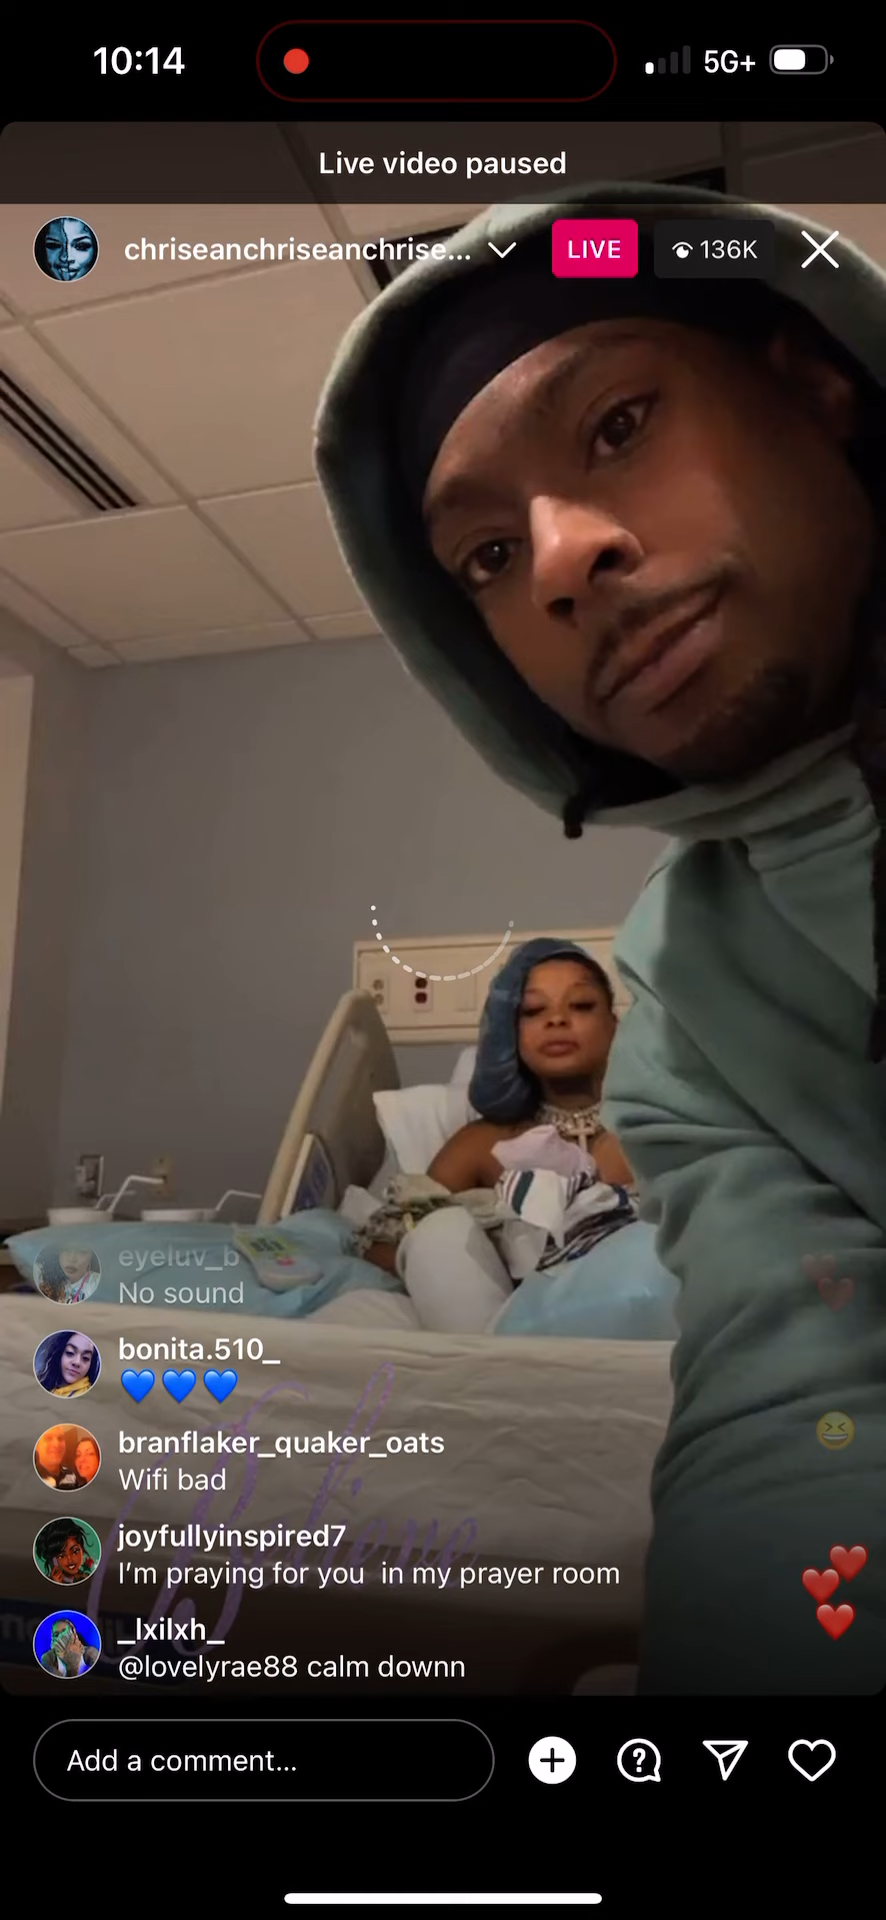 10:14
5G+
Live video paused
chriseanchriseanchrise...
LIVE
136K
eyeluv_b
No sound
bonita.510_
💙💙💙
branflaker_quaker_oats
Wifi bad
joyfullyinspired7
I'm praying for you  in my prayer room
_lxilxh_
@lovelyrae88 calm downn
Believe
Add a comment...